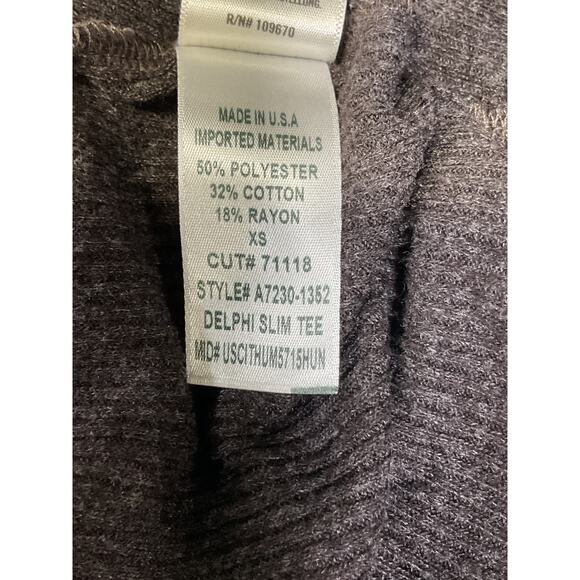 R/N# 109670
MADE IN U.S.A
IMPORTED MATERIALS
50% POLYESTER
32% COTTON
18% RAYON
XS
CUT# 71118
STYLE# A7230-1352
DELPHI SLIM TEE
MID# USCITHUM5715HUN